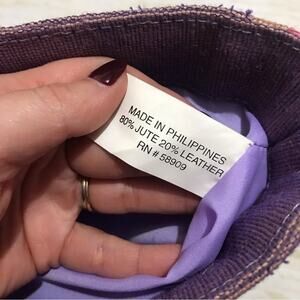 MADE IN PHILIPPINES
80% JUTE 20% LEATHER
RN # 58909